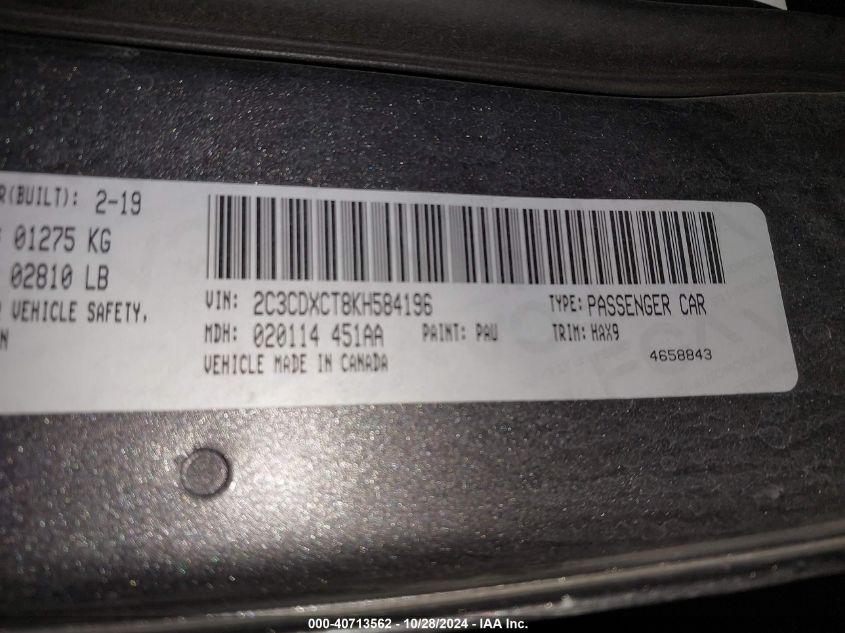 R(BUILT): 2-19
01275 KG
02810 LB
VEHICLE SAFETY,
N
VIN: 2C3CDXCT8KH584196 TYPE: PASSENGER CAR
MDH: 020114 451AA PAINT: PAU TRIM: HAX9
VEHICLE MADE IN CANADA 4658843
000-40713562 - 10/28/2024 - IAA Inc.